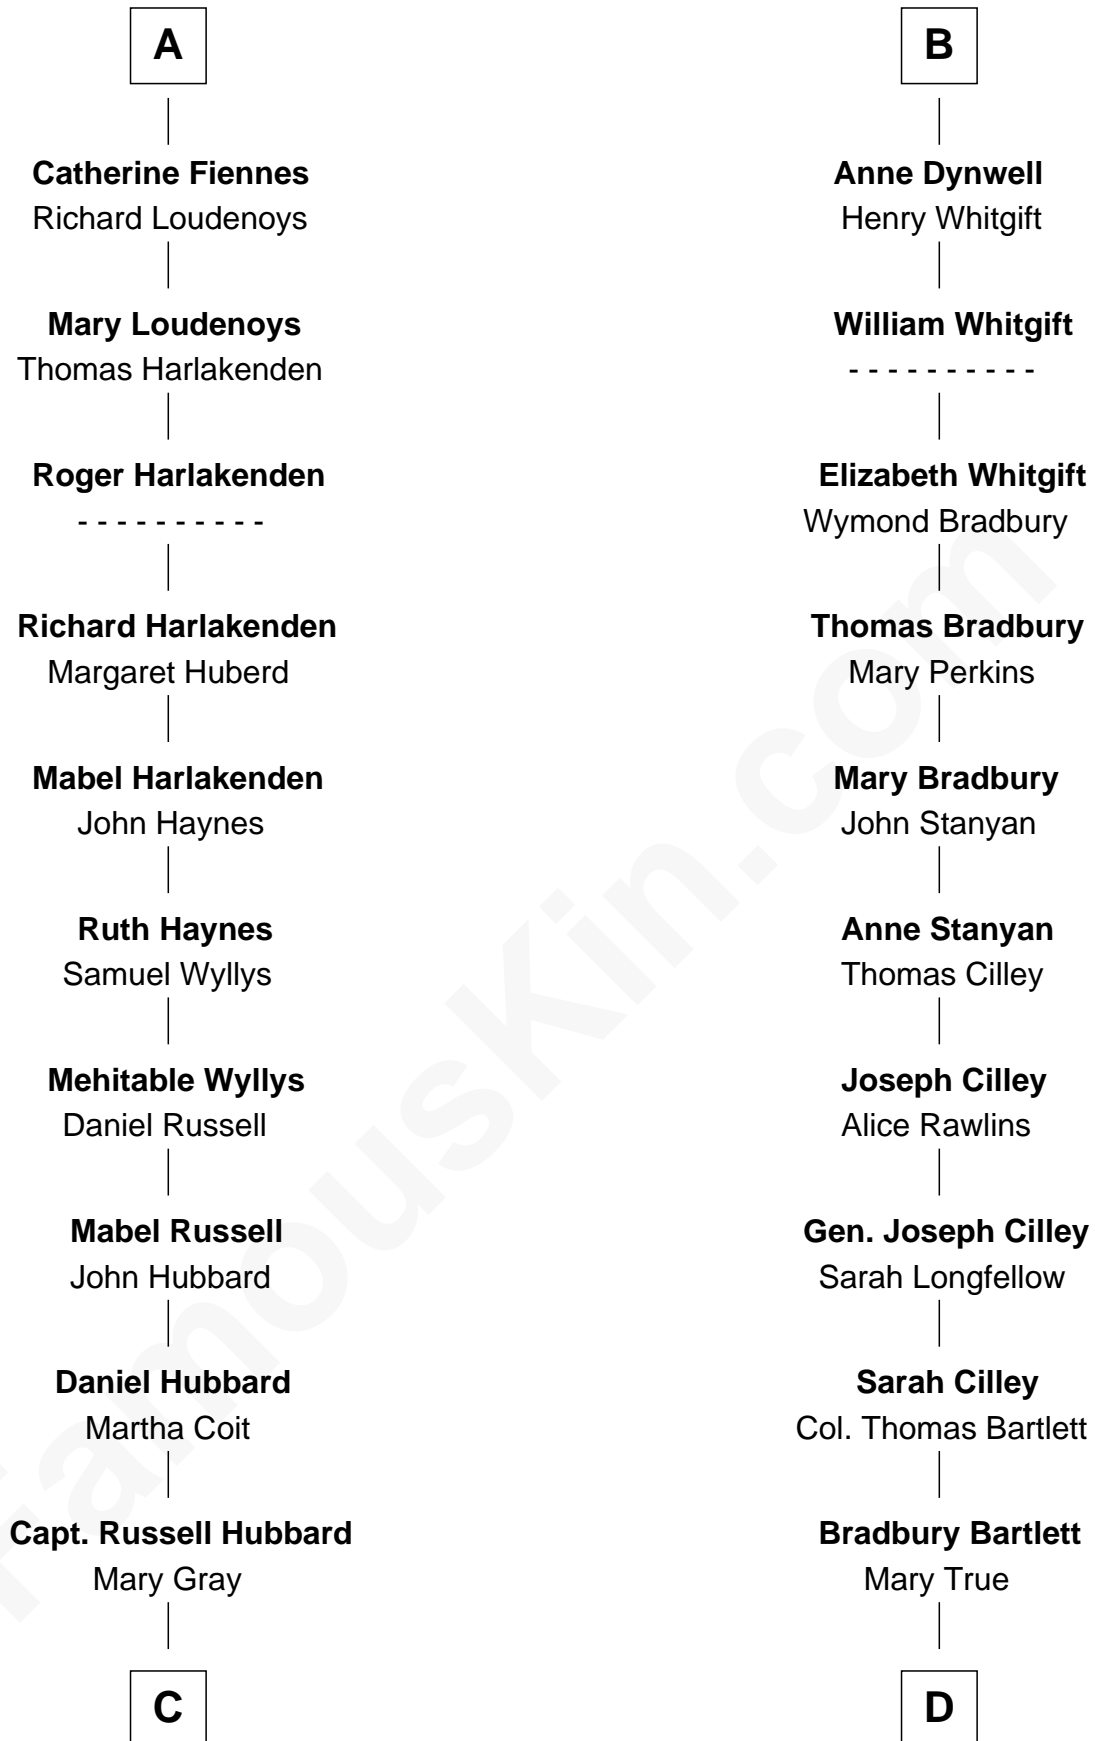 A
Catherine Fiennes
Richard Loudenoys
Mary Loudenoys
Thomas Harlakenden
Roger Harlakenden
- - - - - - - - - -
Richard Harlakenden
Margaret Huberd
Mabel Harlakenden
John Haynes
Ruth Haynes
Samuel Wyllys
Mehitable Wyllys
Daniel Russell
Mabel Russell
John Hubbard
Daniel Hubbard
Martha Coit
Capt. Russell Hubbard
Mary Gray
C
B
Anne Dynwell
Henry Whitgift
William Whitgift
- - - - - - - - - -
Elizabeth Whitgift
Wymond Bradbury
Thomas Bradbury
Mary Perkins
Mary Bradbury
John Stanyan
Anne Stanyan
Thomas Cilley
Joseph Cilley
Alice Rawlins
Gen. Joseph Cilley
Sarah Longfellow
Sarah Cilley
Col. Thomas Bartlett
Bradbury Bartlett
Mary True
D
FamousKin.com